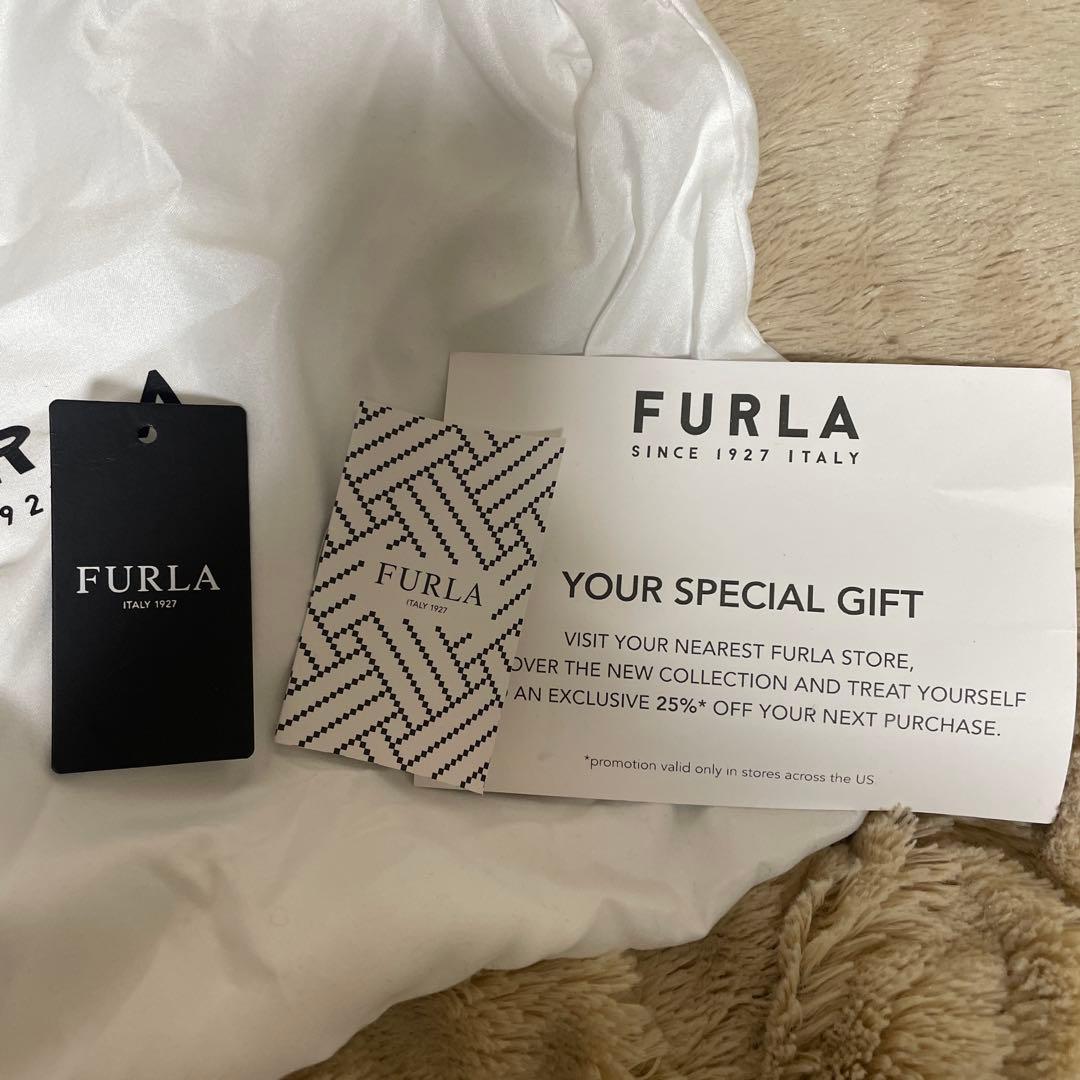 R A
92
FURLA
ITALY 1927
FURLA
ITALY 1927
FURLA
SINCE 1927 ITALY
YOUR SPECIAL GIFT
VISIT YOUR NEAREST FURLA STORE,
OVER THE NEW COLLECTION AND TREAT YOURSELF
AN EXCLUSIVE 25%* OFF YOUR NEXT PURCHASE.
*promotion valid only in stores across the US